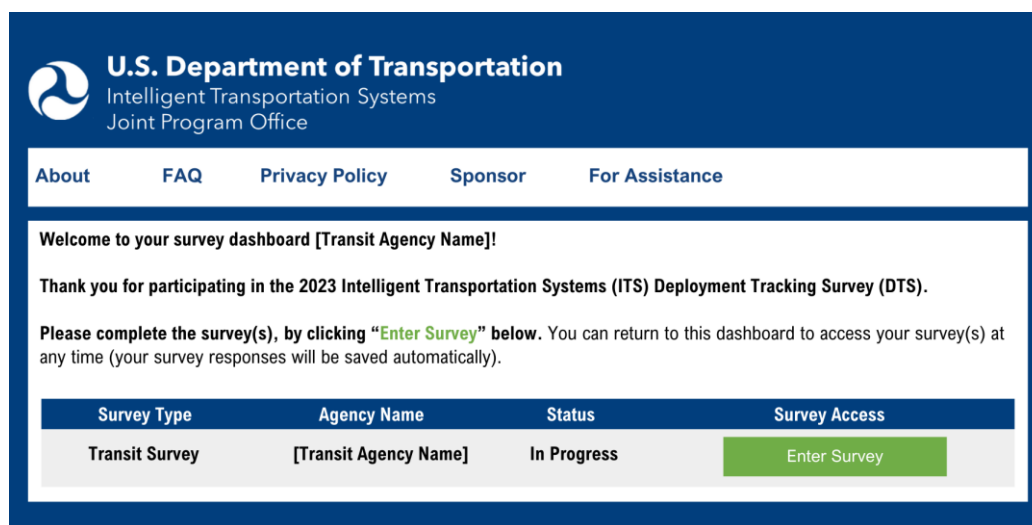 U.S. Department of Transportation
Intelligent Transportation Systems
Joint Program Office
About FAQ Privacy Policy Sponsor For Assistance
Welcome to your survey dashboard [Transit Agency Name]!
Thank you for participating in the 2023 Intelligent Transportation Systems (ITS) Deployment Tracking Survey (DTS).
Please complete the survey(s), by clicking “Enter Survey” below. You can return to this dashboard to access your survey(s) at
any time (your survey responses will be saved automatically).
Survey Type Agency Name Status Survey Access
Transit Survey [Transit Agency Name] In Progress Enter Survey